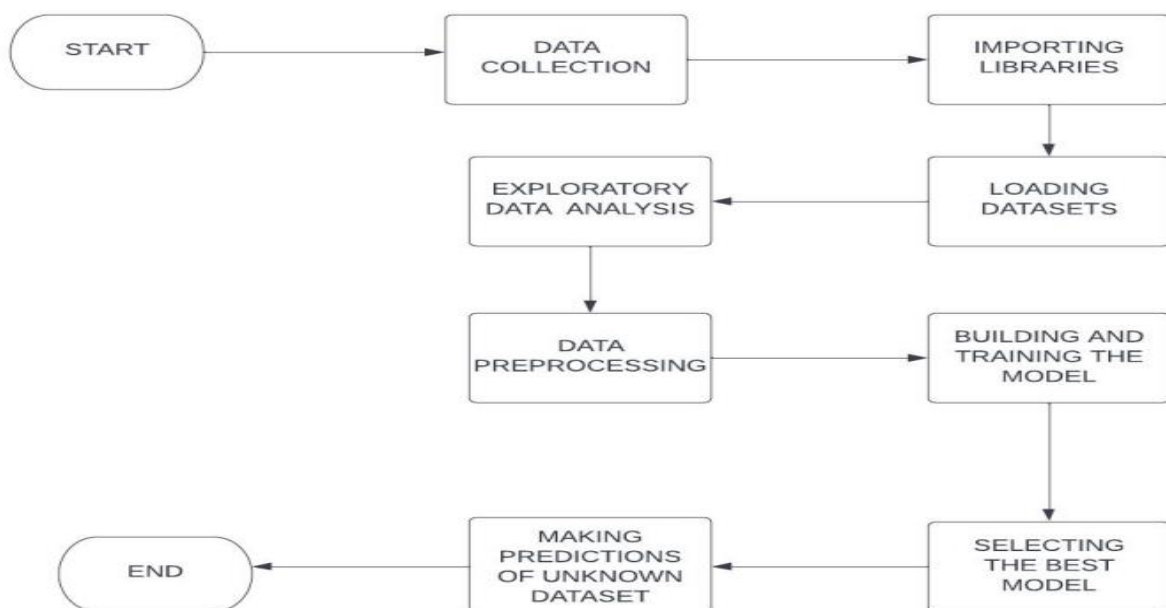 START
DATA
COLLECTION
IMPORTING
LIBRARIES
LOADING
DATASETS
EXPLORATORY
DATA ANALYSIS
DATA
PREPROCESSING
BUILDING AND
TRAINING THE
MODEL
SELECTING
THE BEST
MODEL
MAKING
PREDICTIONS
OF UNKNOWN
DATASET
END